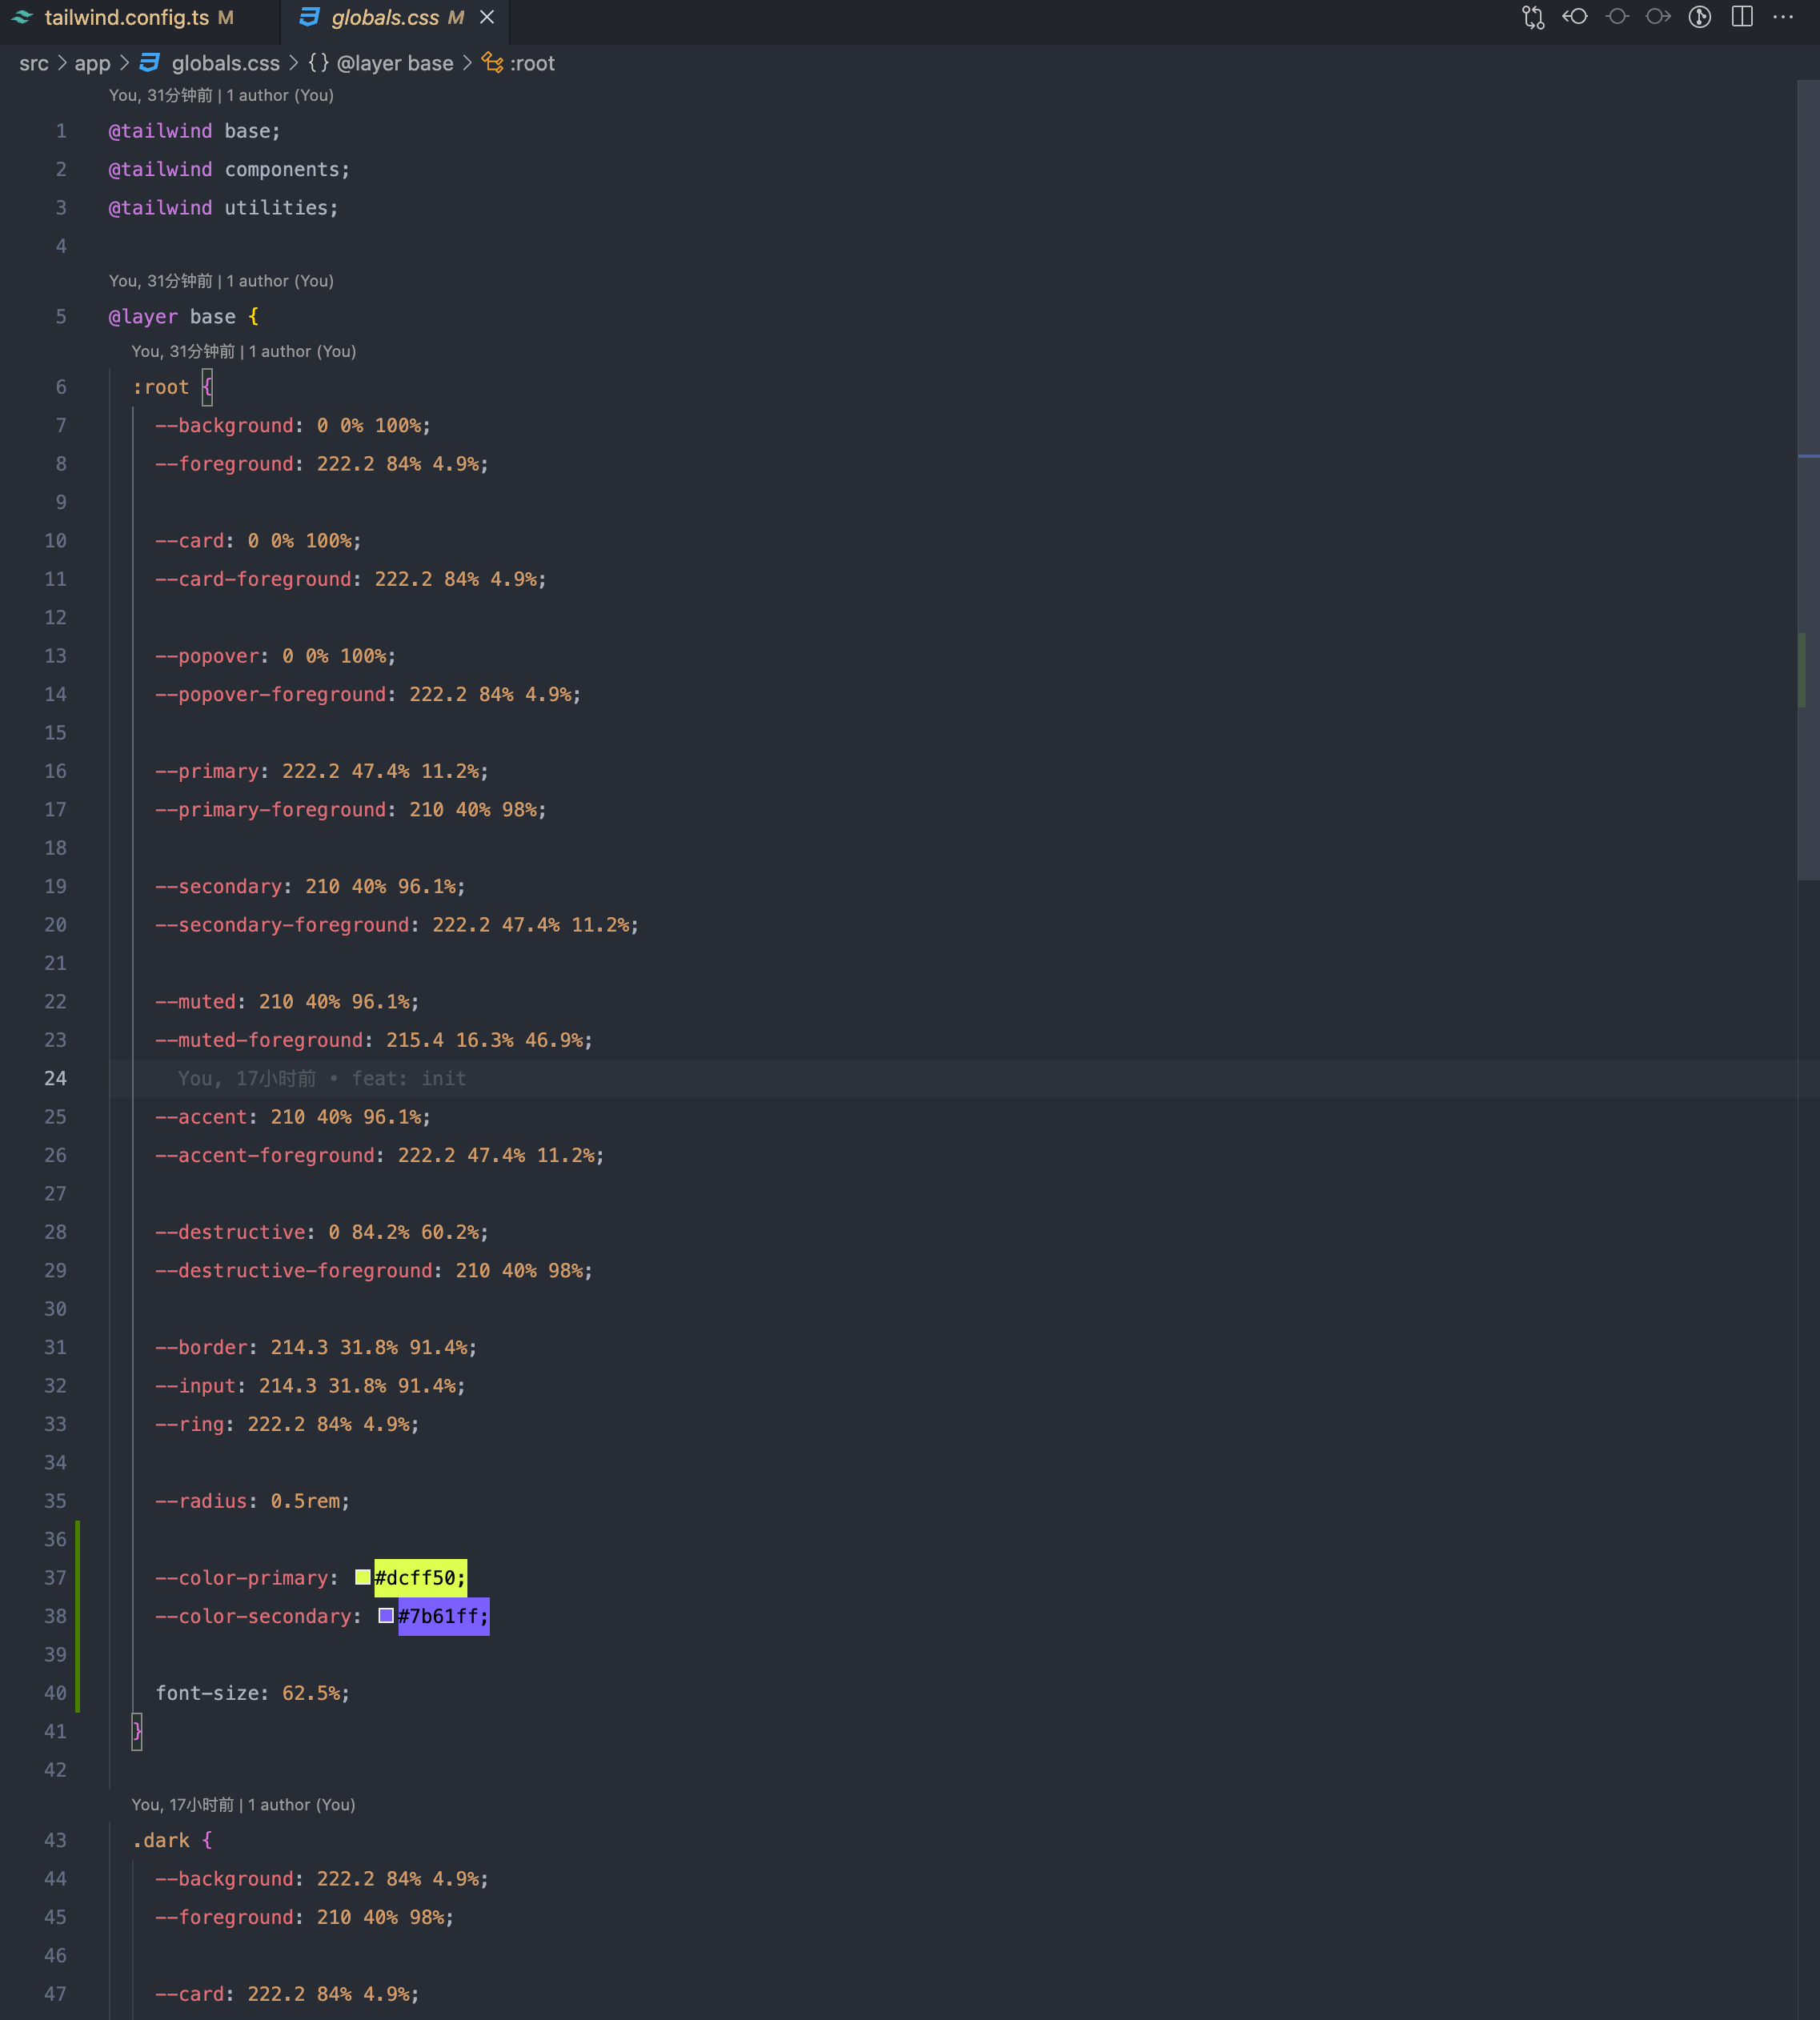 tailwind.config.ts M
globals.css M
src > app > globals.css > {} @layer base > :root
You, 31分钟前 | 1 author (You)
1 @tailwind base;
2 @tailwind components;
3 @tailwind utilities;
4
You, 31分钟前 | 1 author (You)
5 @layer base {
You, 31分钟前 | 1 author (You)
6 :root {
7 --background: 0 0% 100%;
8 --foreground: 222.2 84% 4.9%;
9
10 --card: 0 0% 100%;
11 --card-foreground: 222.2 84% 4.9%;
12
13 --popover: 0 0% 100%;
14 --popover-foreground: 222.2 84% 4.9%;
15
16 --primary: 222.2 47.4% 11.2%;
17 --primary-foreground: 210 40% 98%;
18
19 --secondary: 210 40% 96.1%;
20 --secondary-foreground: 222.2 47.4% 11.2%;
21
22 --muted: 210 40% 96.1%;
23 --muted-foreground: 215.4 16.3% 46.9%;
24 You, 17小时前 • feat: init
25 --accent: 210 40% 96.1%;
26 --accent-foreground: 222.2 47.4% 11.2%;
27
28 --destructive: 0 84.2% 60.2%;
29 --destructive-foreground: 210 40% 98%;
30
31 --border: 214.3 31.8% 91.4%;
32 --input: 214.3 31.8% 91.4%;
33 --ring: 222.2 84% 4.9%;
34
35 --radius: 0.5rem;
36
37 --color-primary: #dcff50;
38 --color-secondary: #7b61ff;
39
40 font-size: 62.5%;
41 }
42
You, 17小时前 | 1 author (You)
43 .dark {
44 --background: 222.2 84% 4.9%;
45 --foreground: 210 40% 98%;
46
47 --card: 222.2 84% 4.9%;